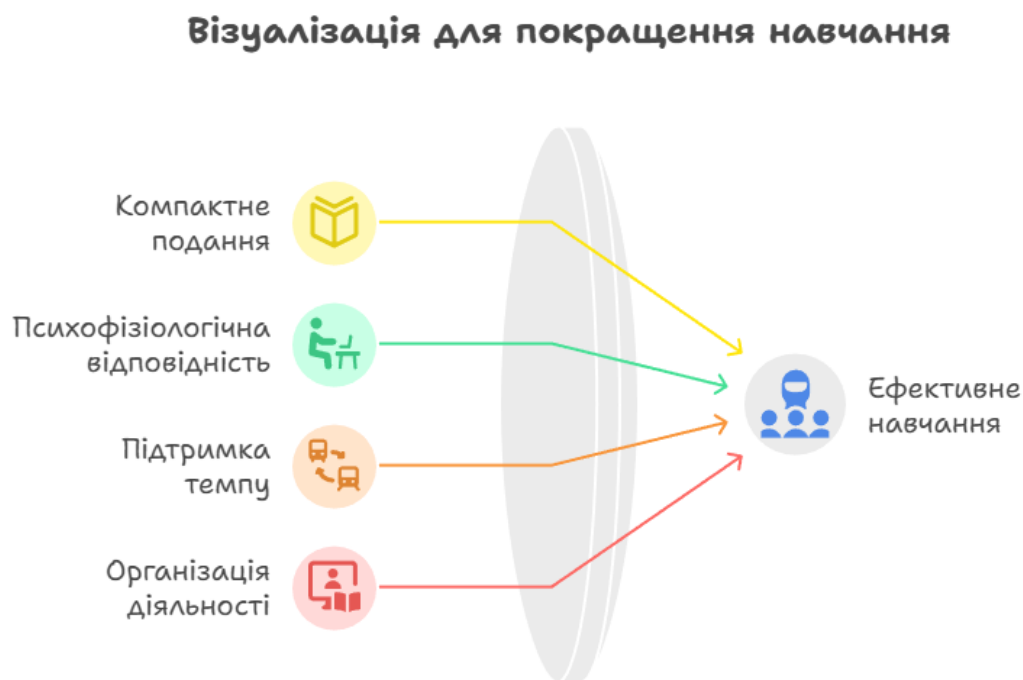 Візуалізація для покращення навчання
Компактне
подання
Психофізіологічна
відповідність
Підтримка
темпу
Організація
діяльності
Ефективне
навчання